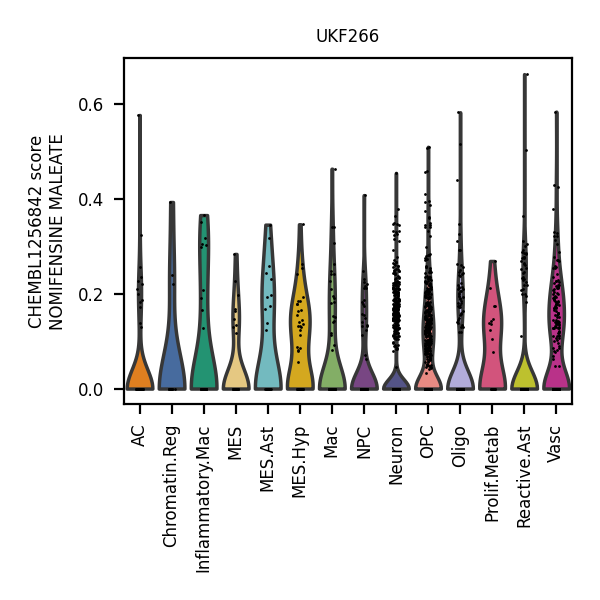 UKF266
CHEMBL1256842 score
NOMIFENSINE MALEATE
0.6
0.4
0.2
0.0
AC
Chromatin.Reg
Inflammatory.Mac
MES
MES.Ast
MES.Hyp
Mac
NPC
Neuron
OPC
Oligo
Prolif.Metab
Reactive.Ast
Vasc